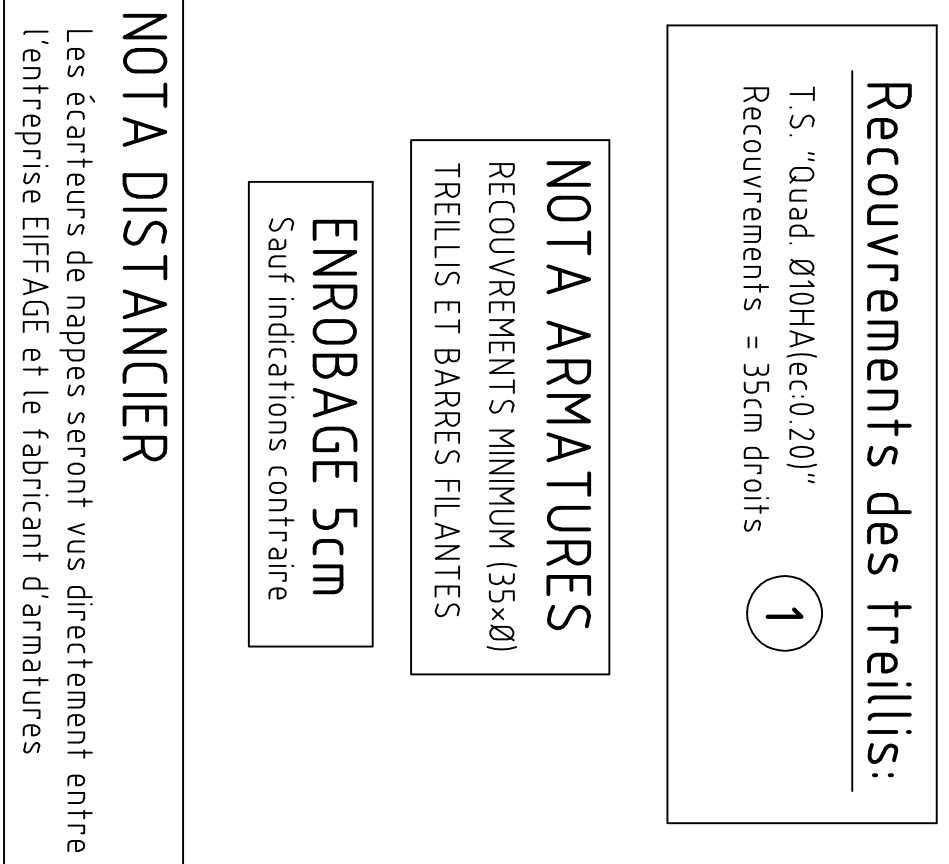 Recouvrements des treillis:
T.S. "Quad. Ø10HA(ec:0.20)"
Recouvrements = 35cm droits
1
NOTA ARMATURES
RECOUVREMENTS MINIMUM (35xØ)
TREILLIS ET BARRES FILANTES
ENROBAGE 5cm
Sauf indications contraire
NOTA DISTANCIER
Les écarteurs de nappes seront vus directement entre
l'entreprise EIFFAGE et le fabricant d'armatures